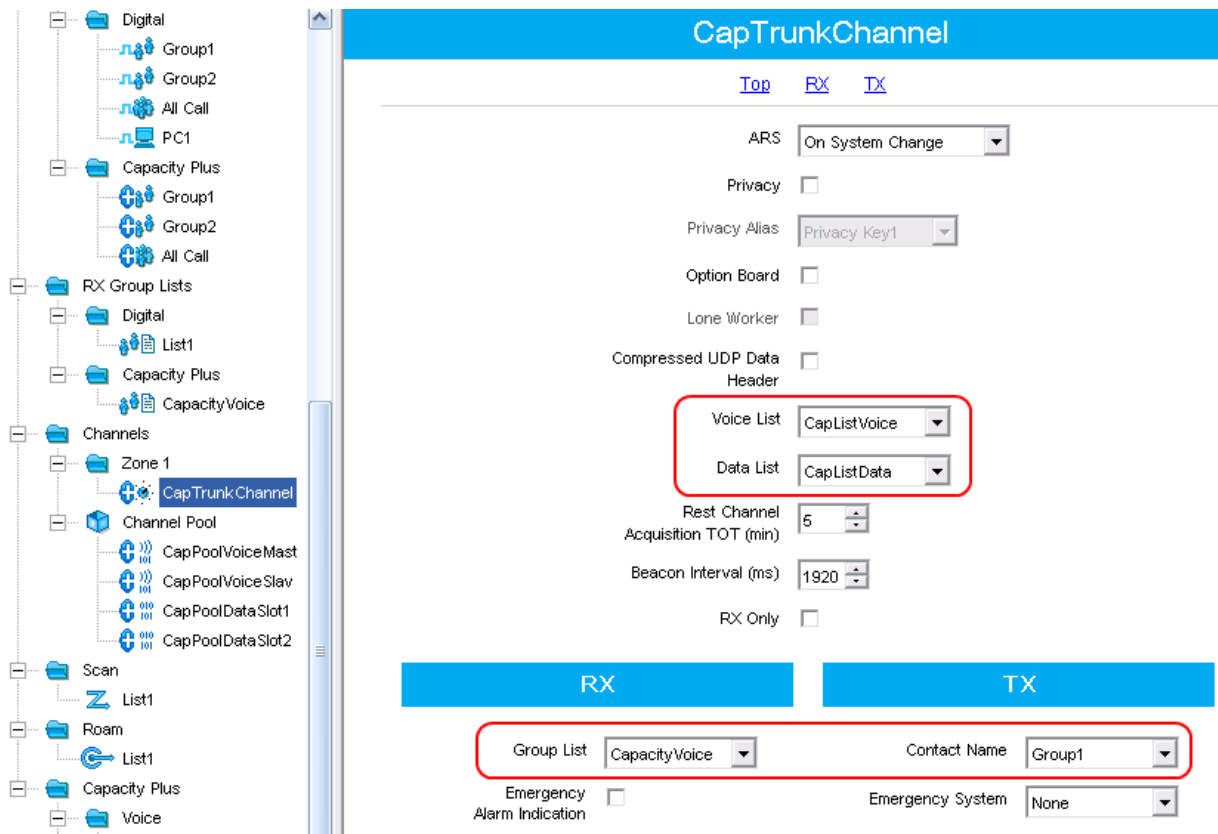 Digital
Group1
Group2
All Call
PC1
Capacity Plus
Group1
Group2
All Call
RX Group Lists
Digital
List1
Capacity Plus
CapacityVoice
Channels
Zone 1
CapTrunkChannel
Channel Pool
CapPoolVoiceMast
CapPoolVoiceSlav
CapPoolDataSlot1
CapPoolDataSlot2
Scan
List1
Roam
List1
Capacity Plus
Voice
CapTrunkChannel
Top RX TX
ARS On System Change
Privacy
Privacy Alias Privacy Key1
Option Board
Lone Worker
Compressed UDP Data
Header
Voice List CapListVoice
Data List CapListData
Rest Channel
Acquisition TOT (min) 5
Beacon Interval (ms) 1920
RX Only
RX TX
Group List CapacityVoice Contact Name Group1
Emergency
Alarm Indication
Emergency System None